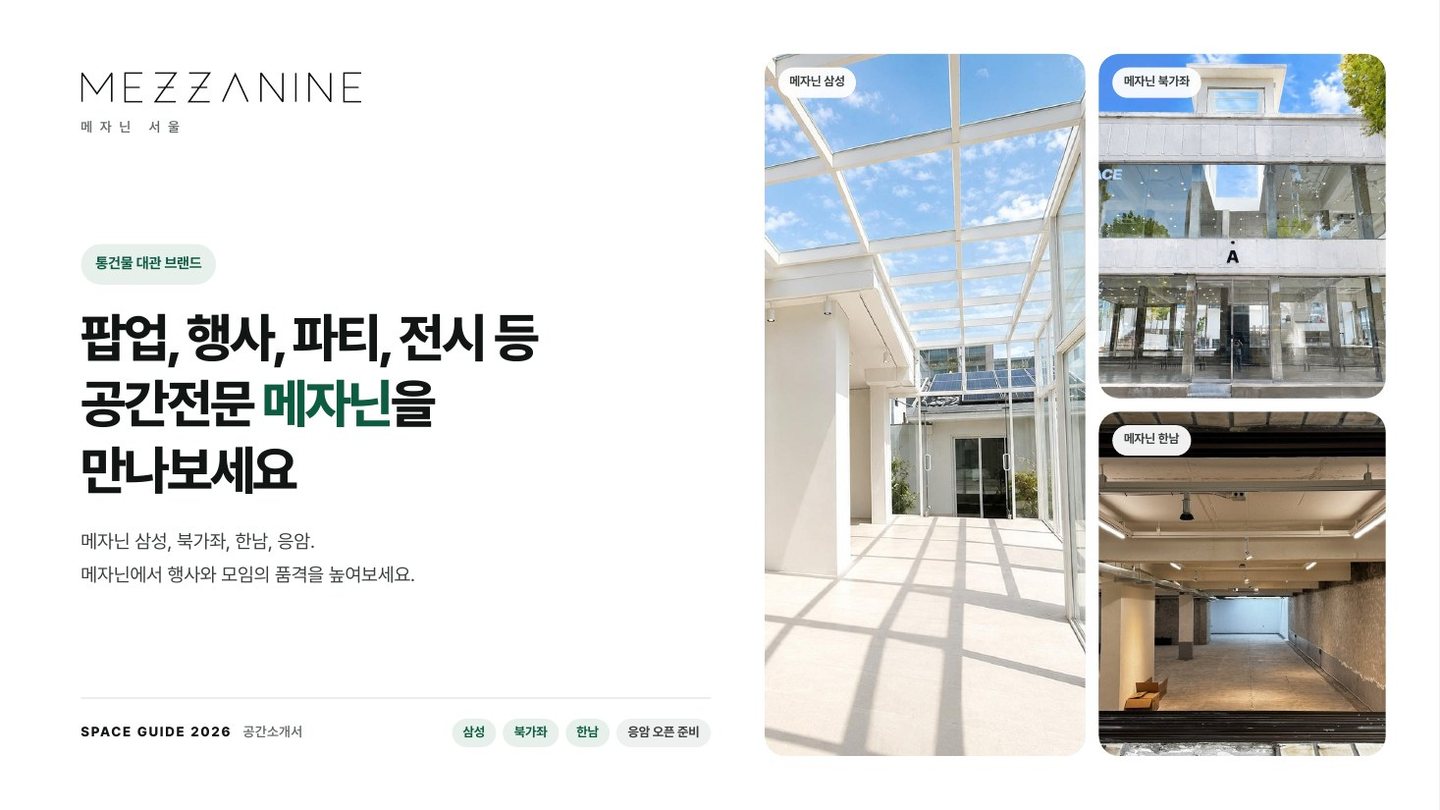 MEZZANINE
메자닌 서울
통건물 대관 브랜드
팝업, 행사, 파티, 전시 등
공간전문 메자닌을
만나보세요
메자닌 삼성, 북가좌, 한남, 응암.
메자닌에서 행사와 모임의 품격을 높여보세요.
SPACE GUIDE 2026 공간소개서
삼성 북가좌 한남 응암 오픈 준비
메자닌 삼성
메자닌 북가좌
ACE
A
메자닌 한남